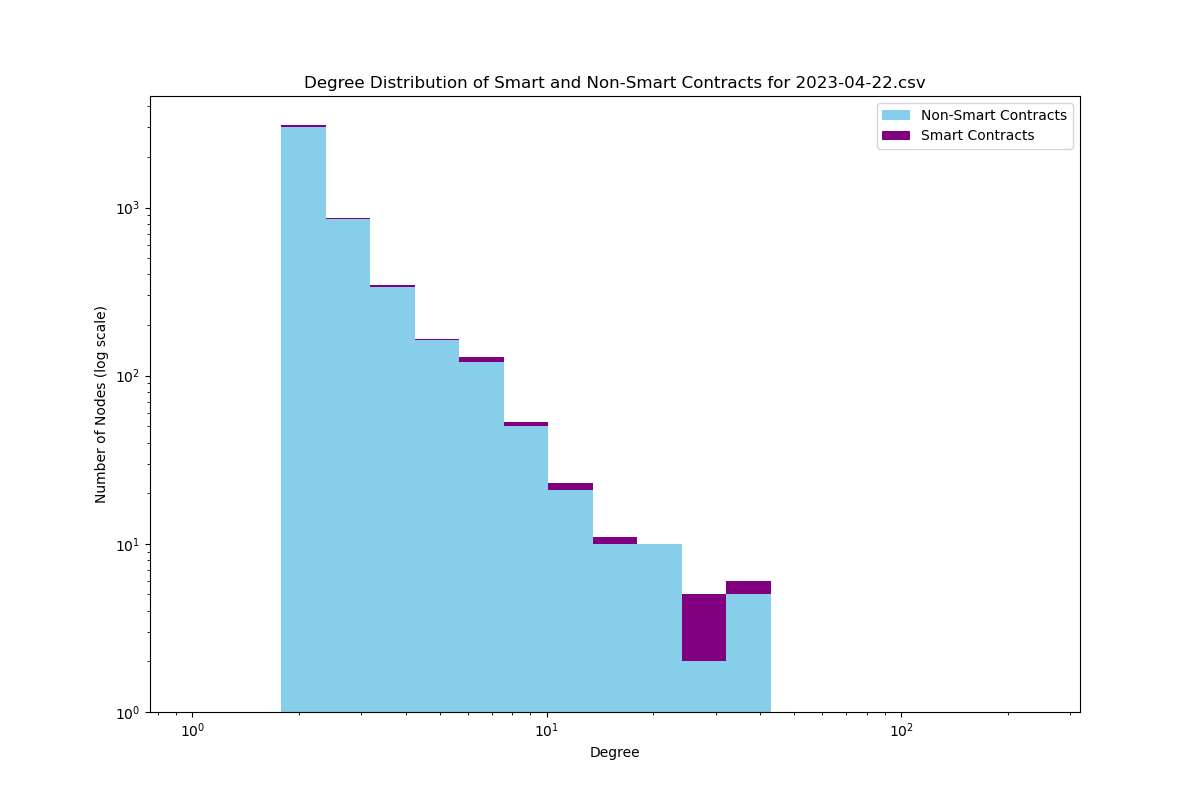 Degree Distribution of Smart and Non-Smart Contracts for 2023-04-22.csv
Non-Smart Contracts
Smart Contracts
Number of Nodes (log scale)
10³
10²
10¹
10⁰
10⁰ 10¹ 10²
Degree